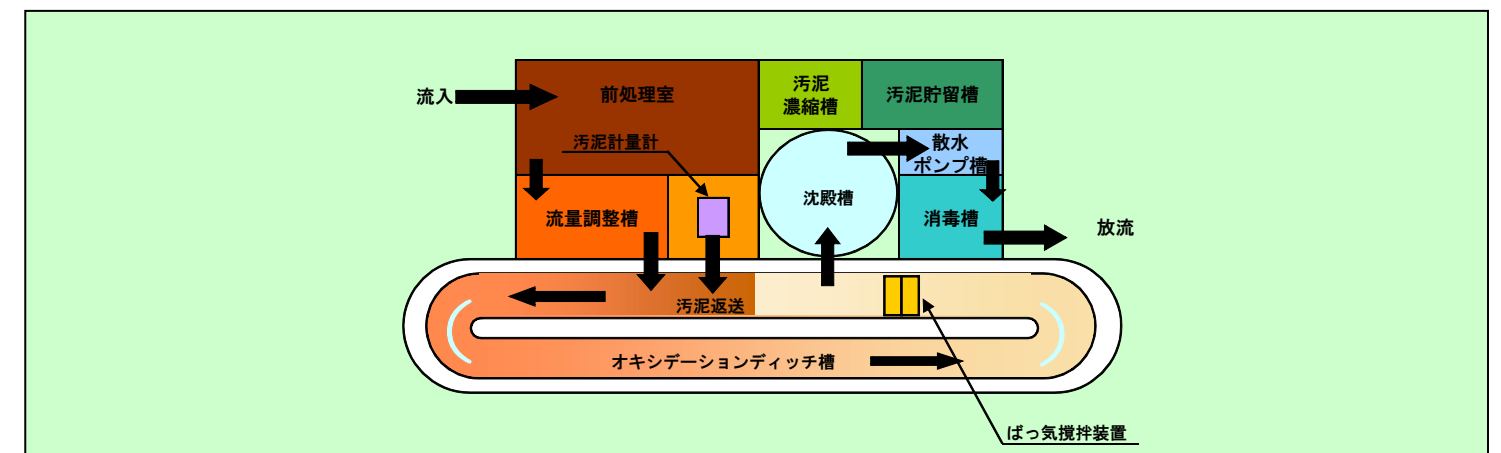 汚泥
濃縮槽
汚泥貯留槽
流入
前処理室
汚泥計量計
散水
ポンプ槽
沈殿槽
流量調整槽
消毒槽
放流
汚泥返送
オキシデーションディッチ槽
ばっ気撹拌装置